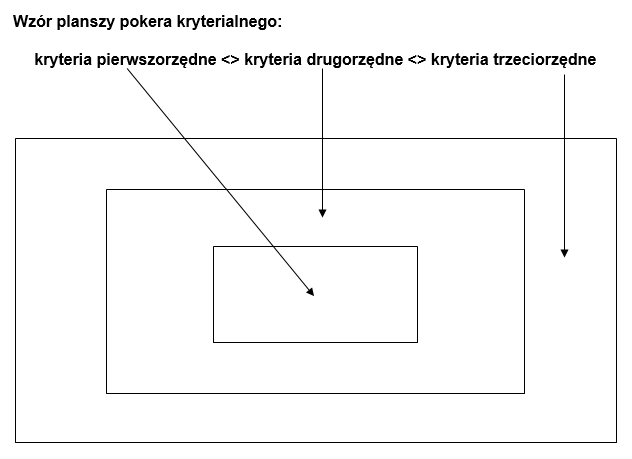 Wzór planszy pokera kryterialnego:
kryteria pierwszorzędne <> kryteria drugorzędne <> kryteria trzeciorzędne